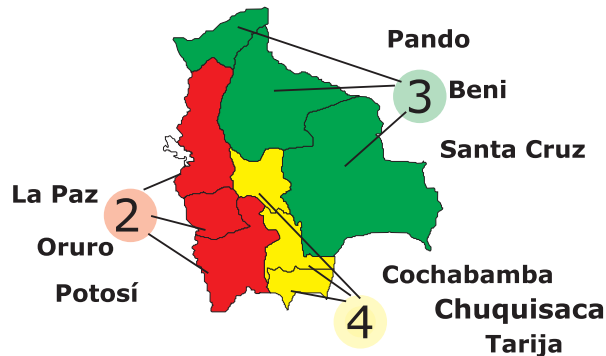 Pando
3 Beni
Santa Cruz
La Paz
2
Oruro
Potosí
Cochabamba
4 Chuquisaca
Tarija